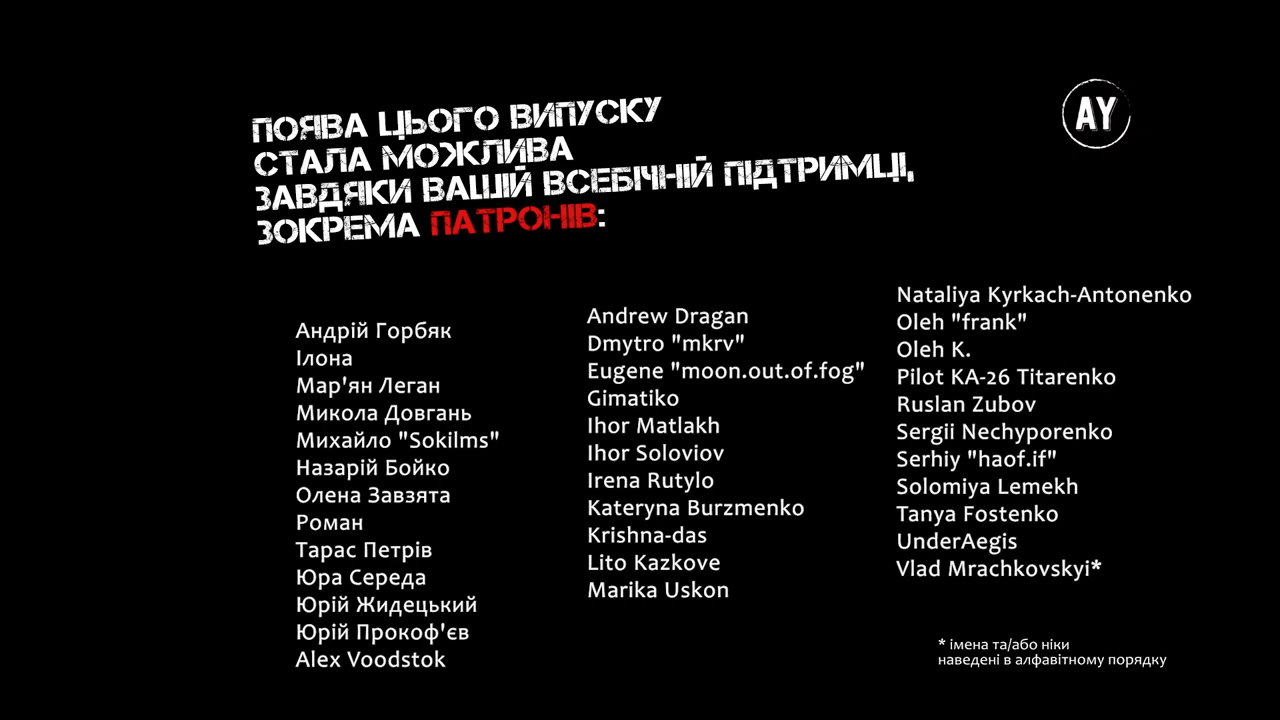 ПОЯВА ЦЬОГО ВИПУСКУ
СТАЛА МОЖЛИВА
ЗАВДЯКИ ВАШІЙ ВСЕБІЧНІЙ ПІДТРИМЦІ,
ЗОКРЕМА ПАТРОНІВ:
AY
Андрій Горбяк
Ілона
Мар'ян Леган
Микола Довгань
Михайло "Sokilms"
Назарій Бойко
Олена Завзята
Роман
Тарас Петрів
Юра Середа
Юрій Жидецький
Юрій Прокоф'єв
Alex Voodstok
Andrew Dragan
Dmytro "mkrv"
Eugene "moon.out.of.fog"
Gimatiko
Ihor Matlakh
Ihor Soloviov
Irena Rutylo
Kateryna Burzmenko
Krishna-das
Lito Kazkove
Marika Uskon
Nataliya Kyrkach-Antonenko
Oleh "frank"
Oleh K.
Pilot KA-26 Titarenko
Ruslan Zubov
Sergii Nechyporenko
Serhiy "haof.if"
Solomiya Lemekh
Tanya Fostenko
UnderAegis
Vlad Mrachkovskyi*
* імена та/або ніки
наведені в алфавітному порядку